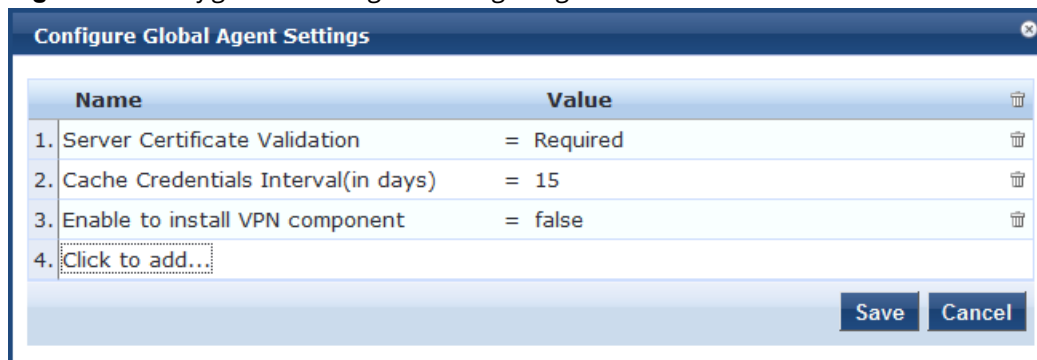 Configure Global Agent Settings
Name Value
1. Server Certificate Validation = Required
2. Cache Credentials Interval(in days) = 15
3. Enable to install VPN component = false
4. Click to add...
Save Cancel